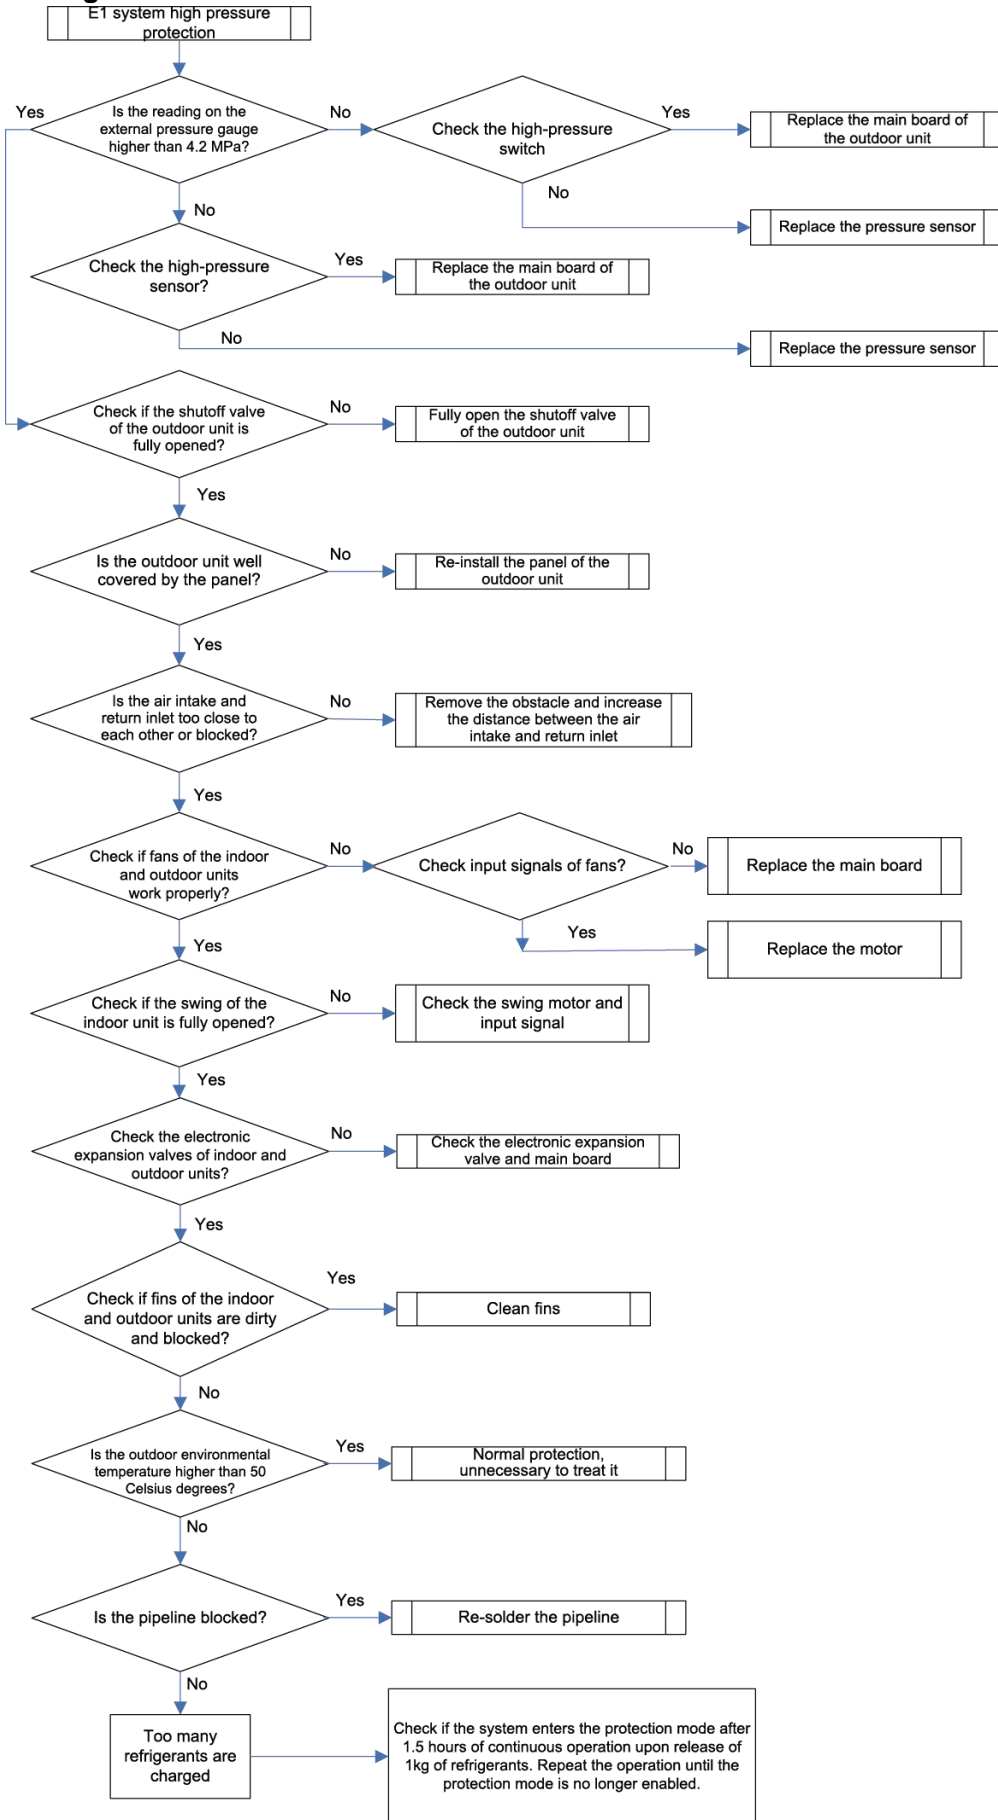 E1 system high pressure
protection
Yes
Is the reading on the
external pressure gauge
higher than 4.2 MPa?
No
Check the high-pressure
switch
Yes
Replace the main board of
the outdoor unit
No
Replace the pressure sensor
No
Check the high-pressure
sensor?
Yes
Replace the main board of
the outdoor unit
No
Replace the pressure sensor
Check if the shutoff valve
of the outdoor unit is
fully opened?
No
Fully open the shutoff valve
of the outdoor unit
Yes
Is the outdoor unit well
covered by the panel?
No
Re-install the panel of the
outdoor unit
Yes
Is the air intake and
return inlet too close to
each other or blocked?
No
Remove the obstacle and increase
the distance between the air
intake and return inlet
Yes
Check if fans of the indoor
and outdoor units
work properly?
No
Check input signals of fans?
No
Replace the main board
Yes
Replace the motor
Yes
Check if the swing of the
indoor unit is fully opened?
No
Check the swing motor and
input signal
Yes
Check the electronic
expansion valves of indoor and
outdoor units?
No
Check the electronic expansion
valve and main board
Yes
Check if fins of the indoor
and outdoor units are dirty
and blocked?
Yes
Clean fins
No
Is the outdoor environmental
temperature higher than 50
Celsius degrees?
Yes
Normal protection,
unnecessary to treat it
No
Is the pipeline blocked?
Yes
Re-solder the pipeline
No
Too many
refrigerants are
charged
Check if the system enters the protection mode after
1.5 hours of continuous operation upon release of
1kg of refrigerants. Repeat the operation until the
protection mode is no longer enabled.